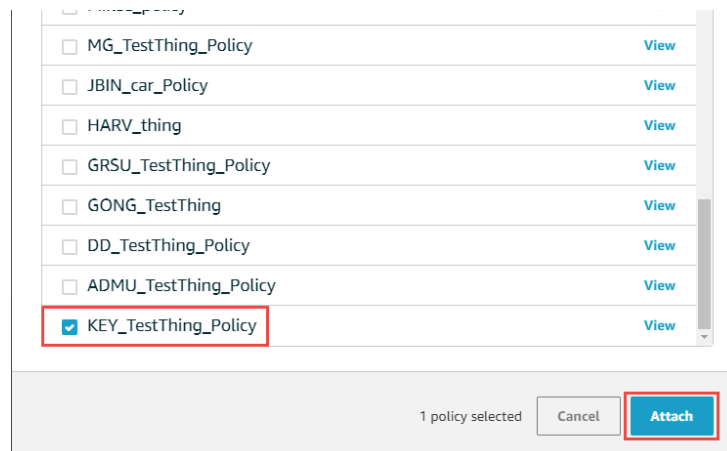 MG_TestThing_Policy View
JBIN_car_Policy View
HARV_thing View
GRSU_TestThing_Policy View
GONG_TestThing View
DD_TestThing_Policy View
ADMU_TestThing_Policy View
KEY_TestThing_Policy View
1 policy selected Cancel Attach